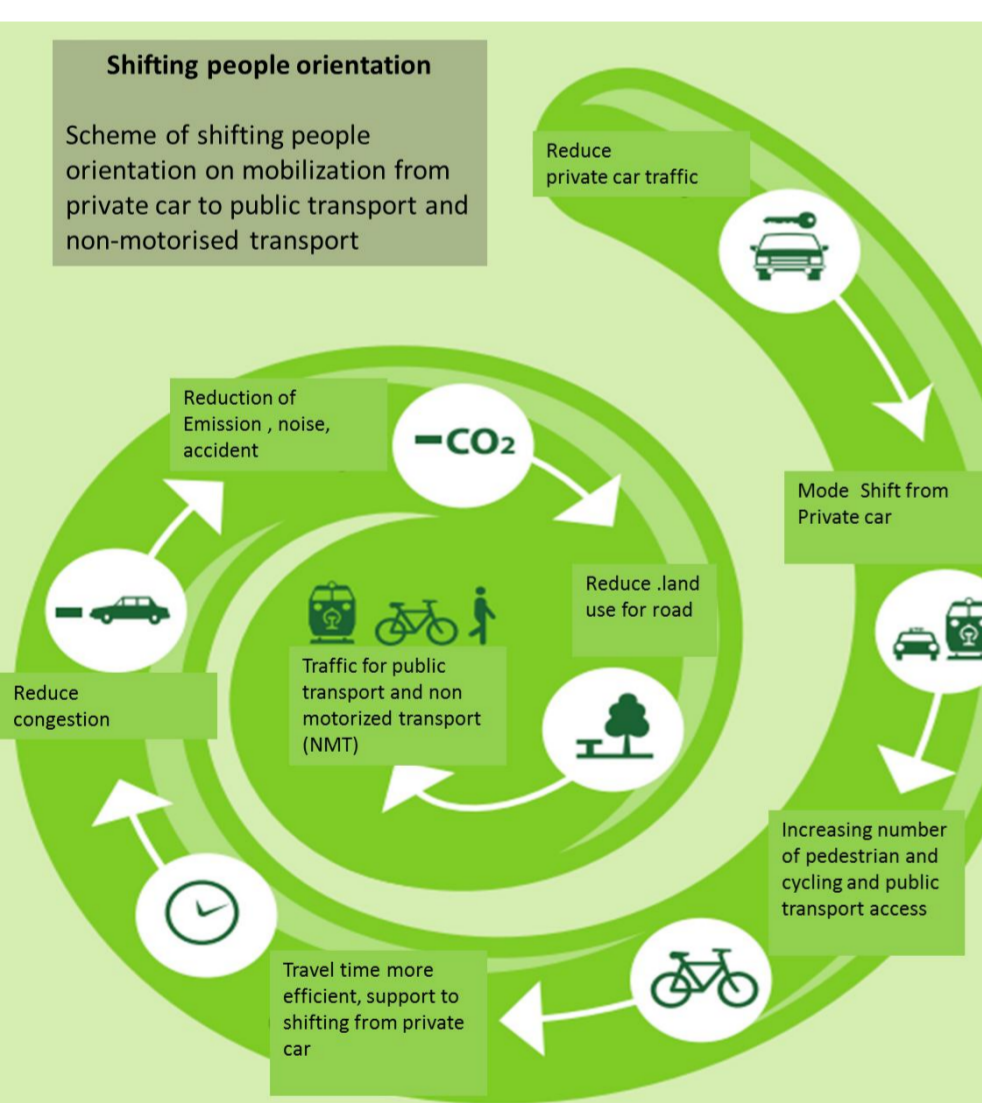 Shifting people orientation
Scheme of shifting people
orientation on mobilization from
private car to public transport and
non-motorised transport
Reduce
private car traffic
Mode Shift from
Private car
Increasing number
of pedestrian and
cycling and public
transport access
Travel time more
efficient, support to
shifting from private
car
Reduce
congestion
Reduction of
Emission , noise,
accident
-CO₂
Reduce .land
use for road
Traffic for public
transport and non
motorized transport
(NMT)